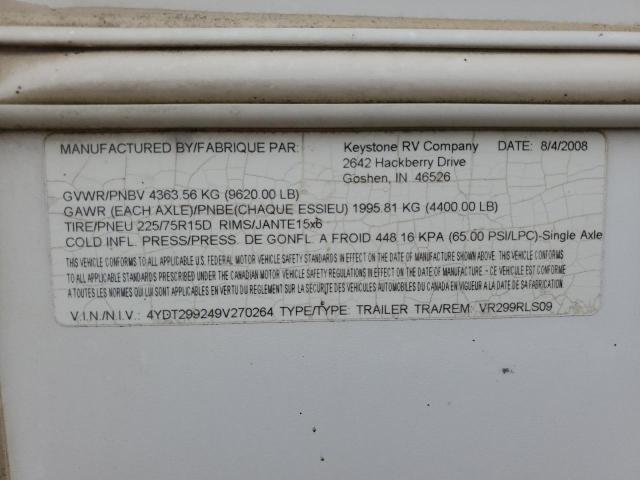 MANUFACTURED BY/FABRIQUE PAR: Keystone RV Company DATE: 8/4/2008
2642 Hackberry Drive
Goshen, IN 46526
GVWR/PNBV 4363.56 KG (9620.00 LB)
GAWR (EACH AXLE)/PNBE(CHAQUE ESSIEU) 1995.81 KG (4400.00 LB)
TIRE/PNEU 225/75R15D RIMS/JANTE15x6
COLD INFL. PRESS/PRESS. DE GONFL. A FROID 448.16 KPA (65.00 PSI/LPC)-Single Axle
THIS VEHICLE CONFORMS TO ALL APPLICABLE U.S. FEDERAL MOTOR VEHICLE SAFETY STANDARDS IN EFFECT ON THE DATE OF MANUFACTURE SHOWN ABOVE. THIS VEHICLE CONFORMS
TO ALL APPLICABLE STANDARDS PRESCRIBED UNDER THE CANADIAN MOTOR VEHICLE SAFETY REGULATIONS IN EFFECT ON THE DATE OF MANUFACTURE - CE VEHICULE EST CONFORME
A TOUTES LES NORMES QUI LUI SONT APPLICABLES EN VERTU DU REGLEMENT SUR LA SECURITE DES VEHICULES AUTOMOBILES DU CANADA EN VIGUEUR A LA DATE DE SA FABRICATION
V.I.N./N.I.V.: 4YDT299249V270264 TYPE/TYPE: TRAILER TRA/REM: VR299RLS09